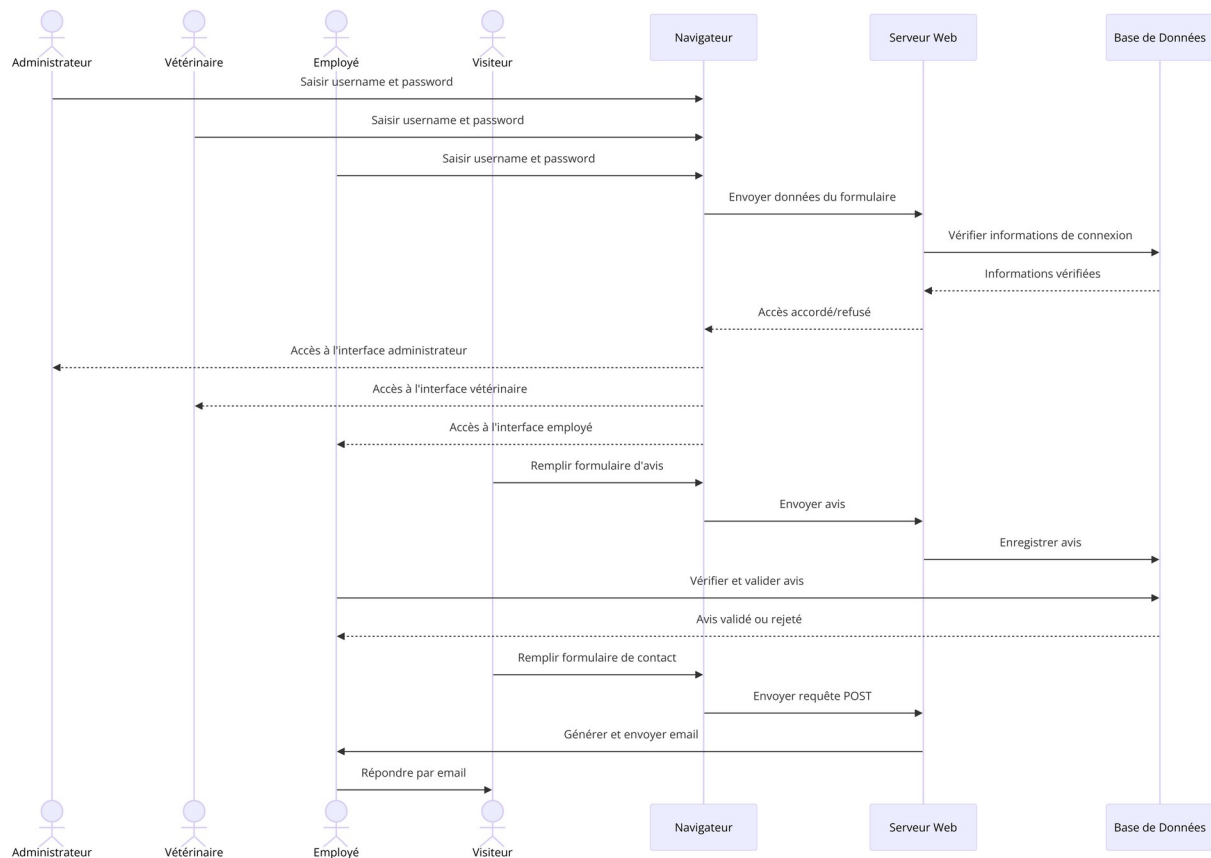 Administrateur
Vétérinaire
Employé
Visiteur
Navigateur
Serveur Web
Base de Données
Saisir username et password
Saisir username et password
Saisir username et password
Envoyer données du formulaire
Vérifier informations de connexion
Informations vérifiées
Accès accordé/refusé
Accès à l'interface administrateur
Accès à l'interface vétérinaire
Accès à l'interface employé
Remplir formulaire d'avis
Envoyer avis
Enregistrer avis
Vérifier et valider avis
Avis validé ou rejeté
Remplir formulaire de contact
Envoyer requête POST
Générer et envoyer email
Répondre par email
Administrateur
Vétérinaire
Employé
Visiteur
Navigateur
Serveur Web
Base de Données